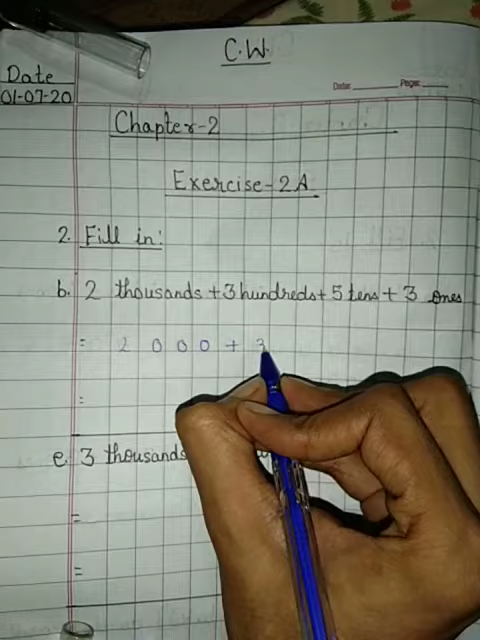 C.W.
Date
01-07-20
Date: Page:
Chapter-2
Exercise-2A
2. Fill in:
b. 2 thousands + 3 hundreds + 5 tens + 3 ones
= 2 0 0 0 + 3
=
e. 3 thousands
=
=